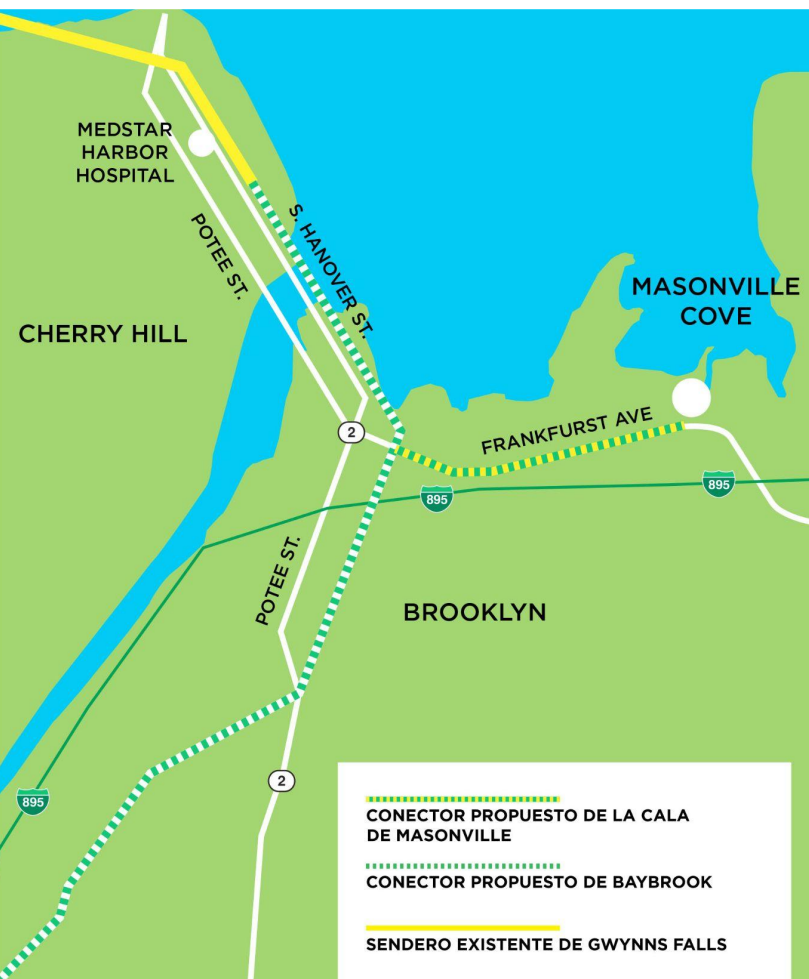 MEDSTAR
HARBOR
HOSPITAL
POTEE ST.
S. HANOVER ST.
MASONVILLE
COVE
CHERRY HILL
2
FRANKFURST AVE
895
895
POTEE ST.
BROOKLYN
2
895
CONECTOR PROPUESTO DE LA CALA
DE MASONVILLE
CONECTOR PROPUESTO DE BAYBROOK
SENDERO EXISTENTE DE GWYNNS FALLS